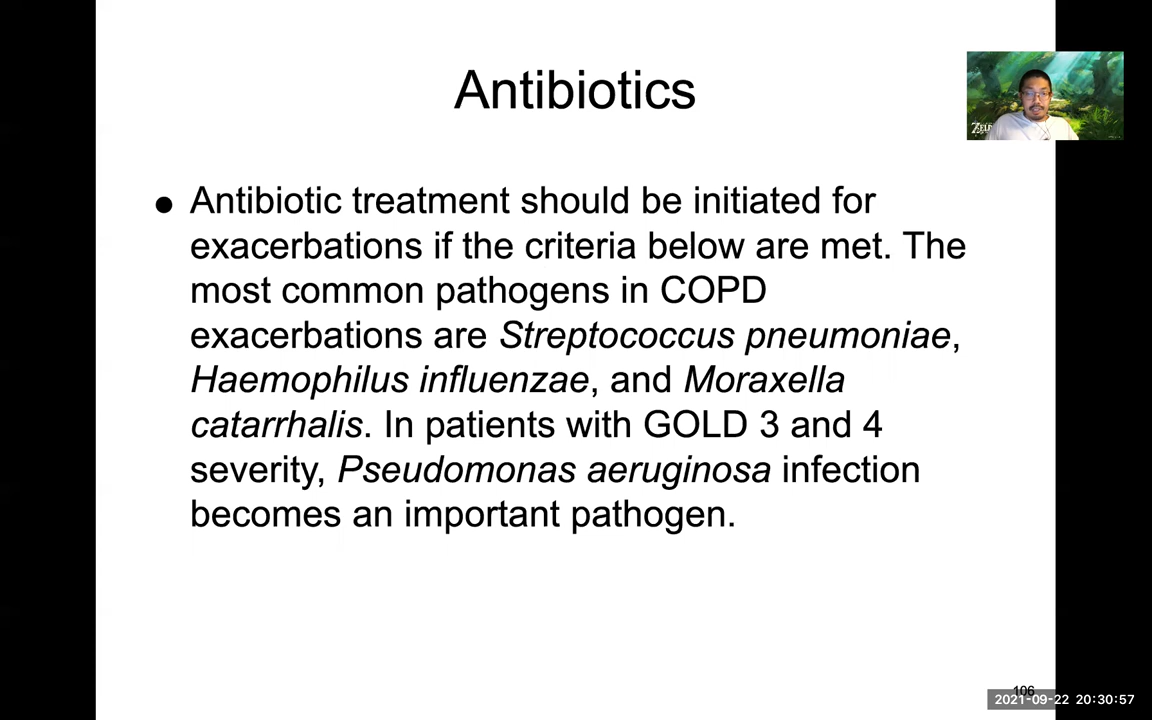 Antibiotics
● Antibiotic treatment should be initiated for
exacerbations if the criteria below are met. The
most common pathogens in COPD
exacerbations are Streptococcus pneumoniae,
Haemophilus influenzae, and Moraxella
catarrhalis. In patients with GOLD 3 and 4
severity, Pseudomonas aeruginosa infection
becomes an important pathogen.
106
2021-09-22 20:30:57